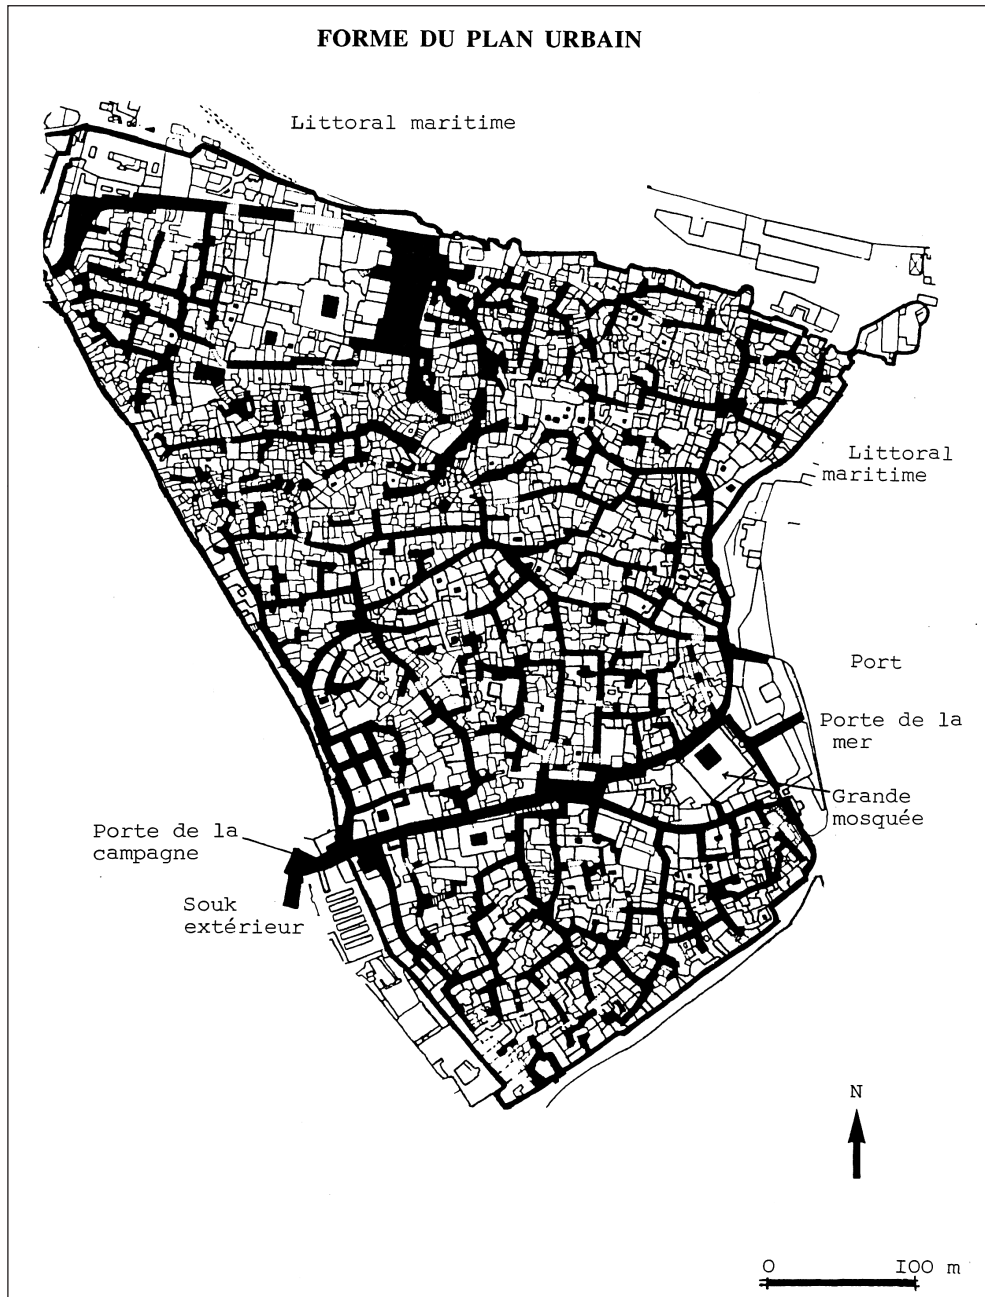 FORME DU PLAN URBAIN
Littoral maritime
Littoral
maritime
Port
Porte de la
mer
Grande
mosquée
Porte de la
campagne
Souk
extérieur
N
0 100 m